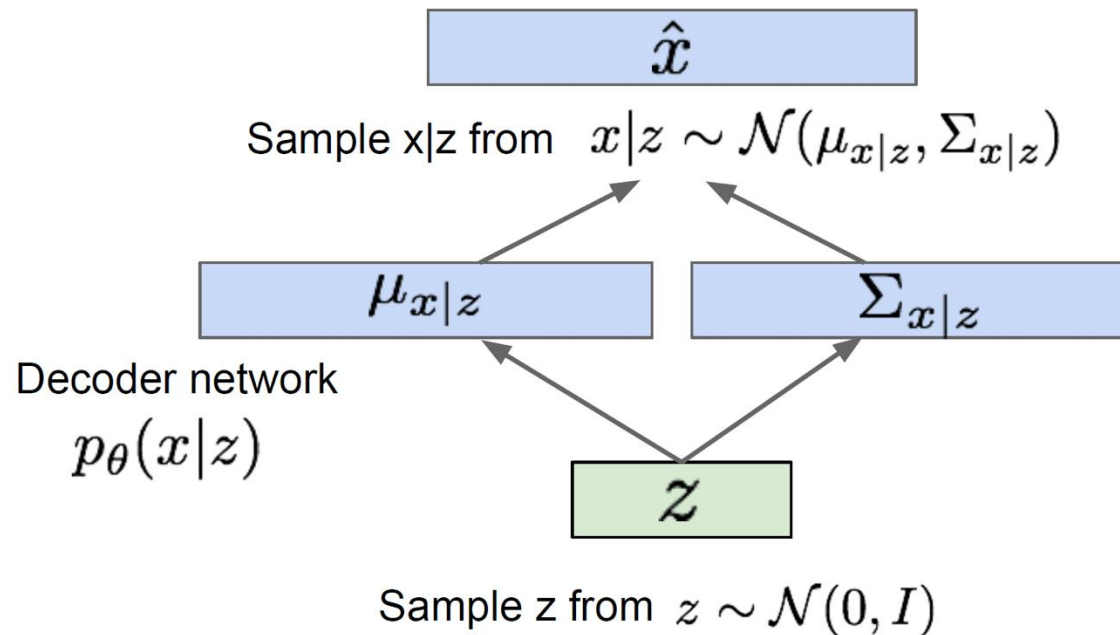 x̂
Sample x|z from x|z ∼ 𝒩(μ_{x|z}, Σ_{x|z})
μ_{x|z}
Σ_{x|z}
Decoder network
p_θ(x|z)
z
Sample z from z ∼ 𝒩(0, I)